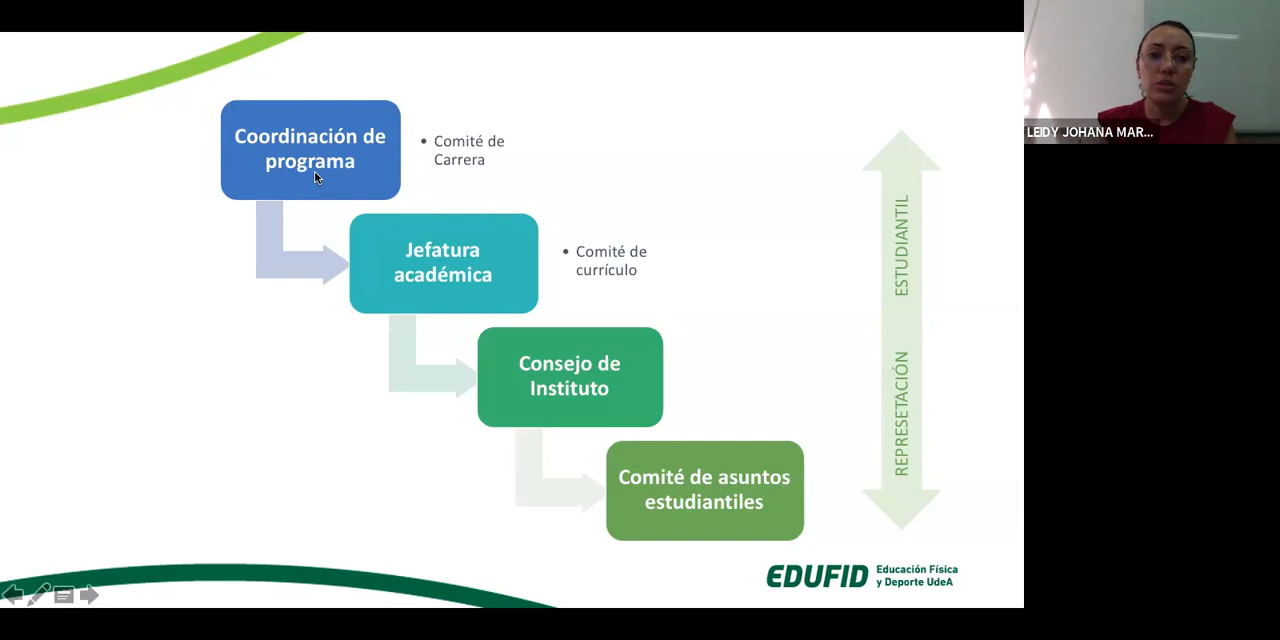 Coordinación de
programa
• Comité de
Carrera
Jefatura
académica
• Comité de
currículo
Consejo de
Instituto
Comité de asuntos
estudiantiles
REPRESETACIÓN ESTUDIANTIL
EDUFID
Educación Física
y Deporte UdeA
LEIDY JOHANA MAR...